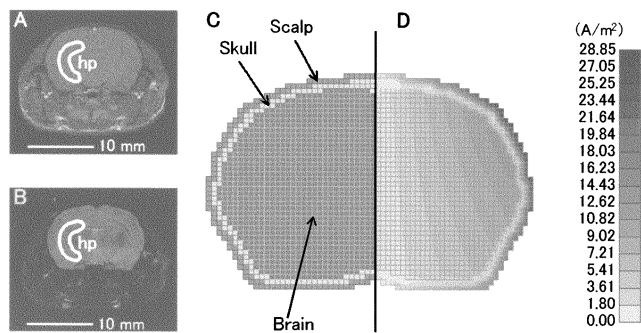 A
hp
10 mm
B
hp
10 mm
C
D
Scalp
Skull
Brain
(A/m²)
28.85
27.05
25.25
23.44
21.64
19.84
18.03
16.23
14.43
12.62
10.82
9.02
7.21
5.41
3.61
1.80
0.00